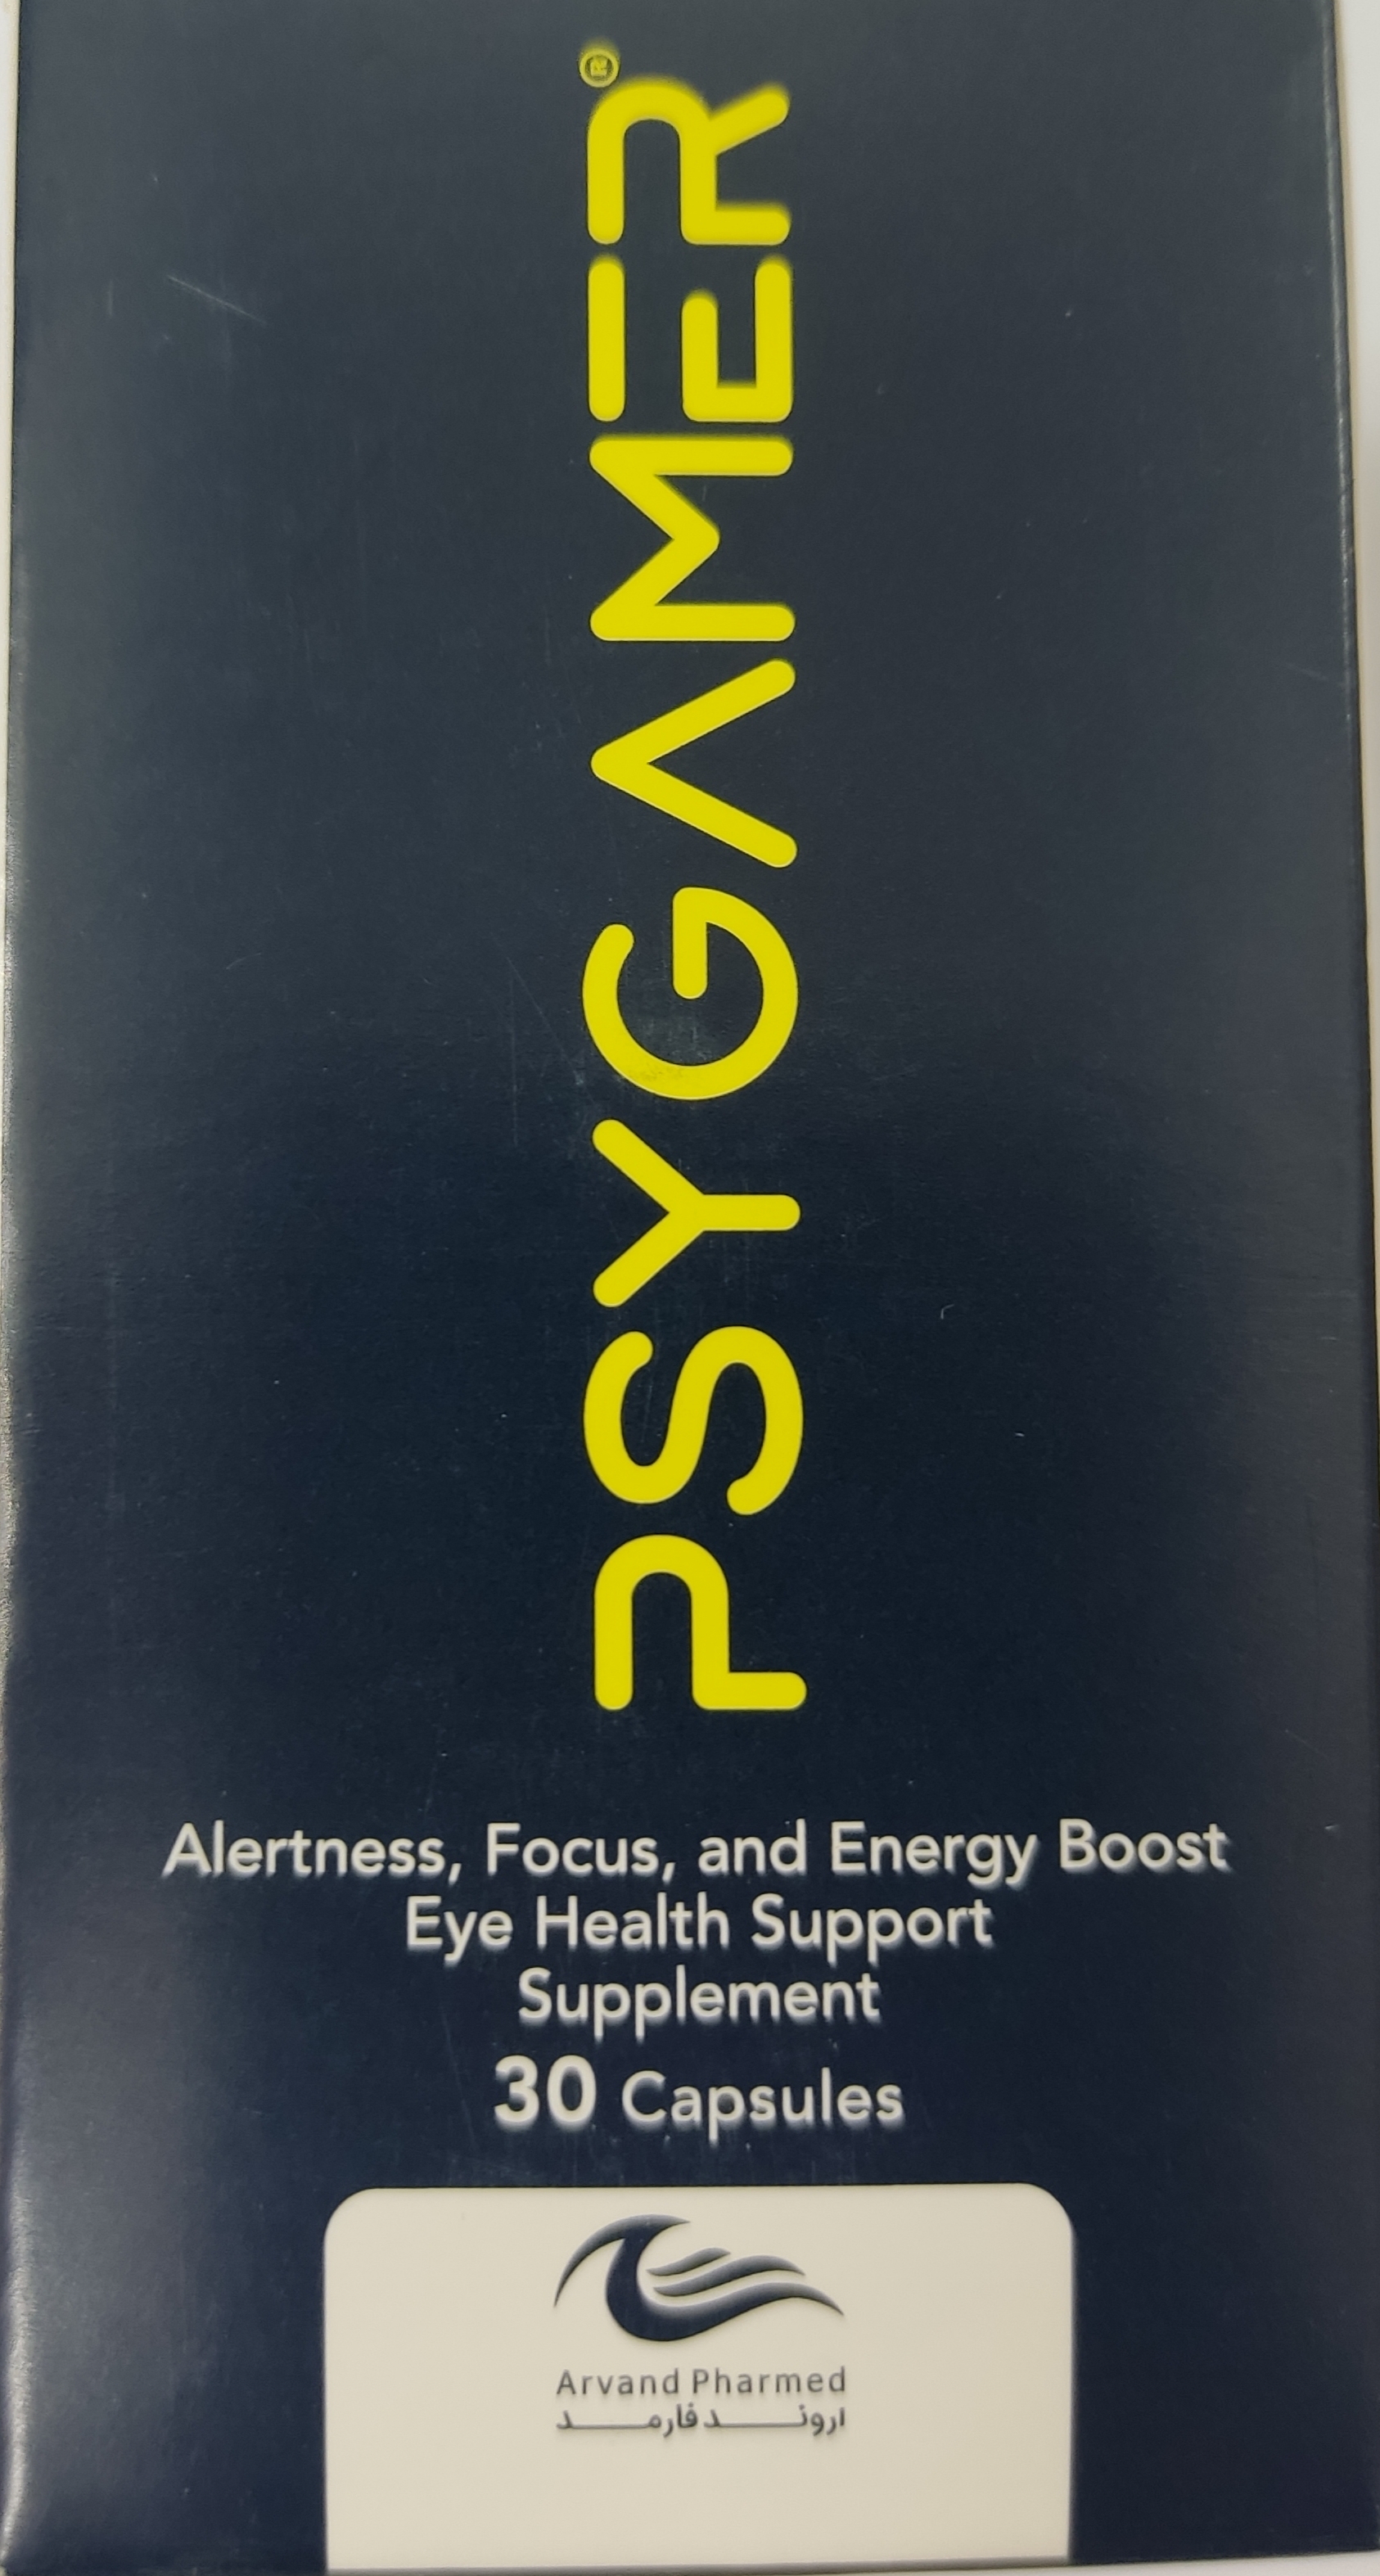 PSYGAMER®
Alertness, Focus, and Energy Boost
Eye Health Support
Supplement
30 Capsules
Arvand Pharmed
اروند فارمد